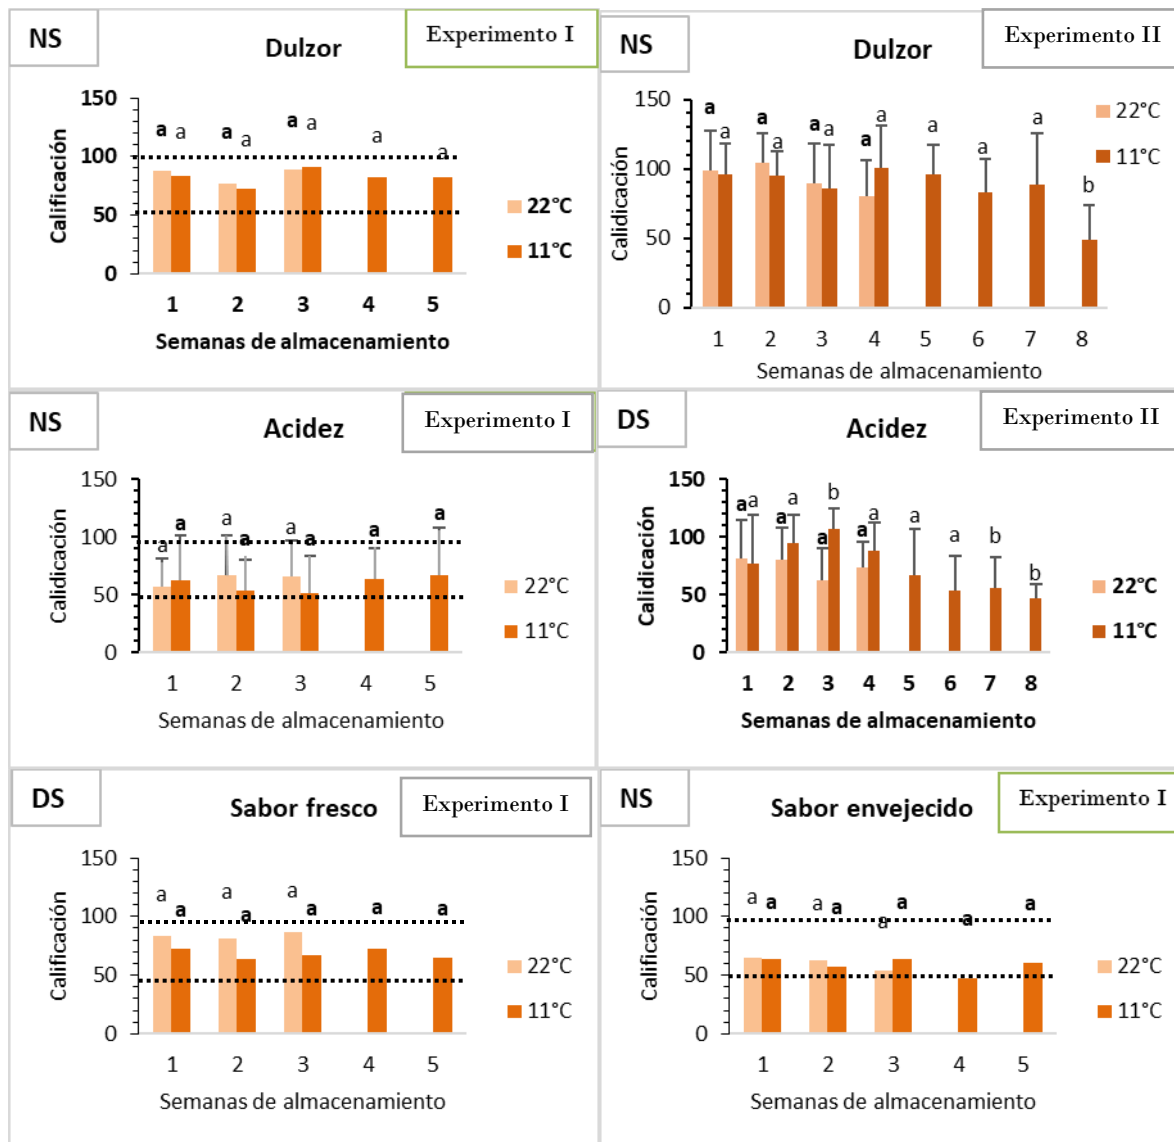 NS
Dulzor
Experimento I
a a a a a a a a
150
100
50
0
Calificación
22°C
11°C
1 2 3 4 5
Semanas de almacenamiento
NS
Dulzor
Experimento II
a a a a a a a a a a a b
150
100
50
0
Calidicación
22°C
11°C
1 2 3 4 5 6 7 8
Semanas de almacenamiento
NS
Acidez
Experimento I
a a a a a a a a
150
100
50
0
Calidicación
22°C
11°C
1 2 3 4 5
Semanas de almacenamiento
DS
Acidez
Experimento II
a a a a a b a a a a b b
150
100
50
0
Calidicación
22°C
11°C
1 2 3 4 5 6 7 8
Semanas de almacenamiento
DS
Sabor fresco
Experimento I
a a a a a a a a
150
100
50
0
Calificación
22°C
11°C
1 2 3 4 5
Semanas de almacenamiento
NS
Sabor envejecido
Experimento I
a a a a a a a a
150
100
50
0
Calificación
22°C
11°C
1 2 3 4 5
Semanas de almacenamiento